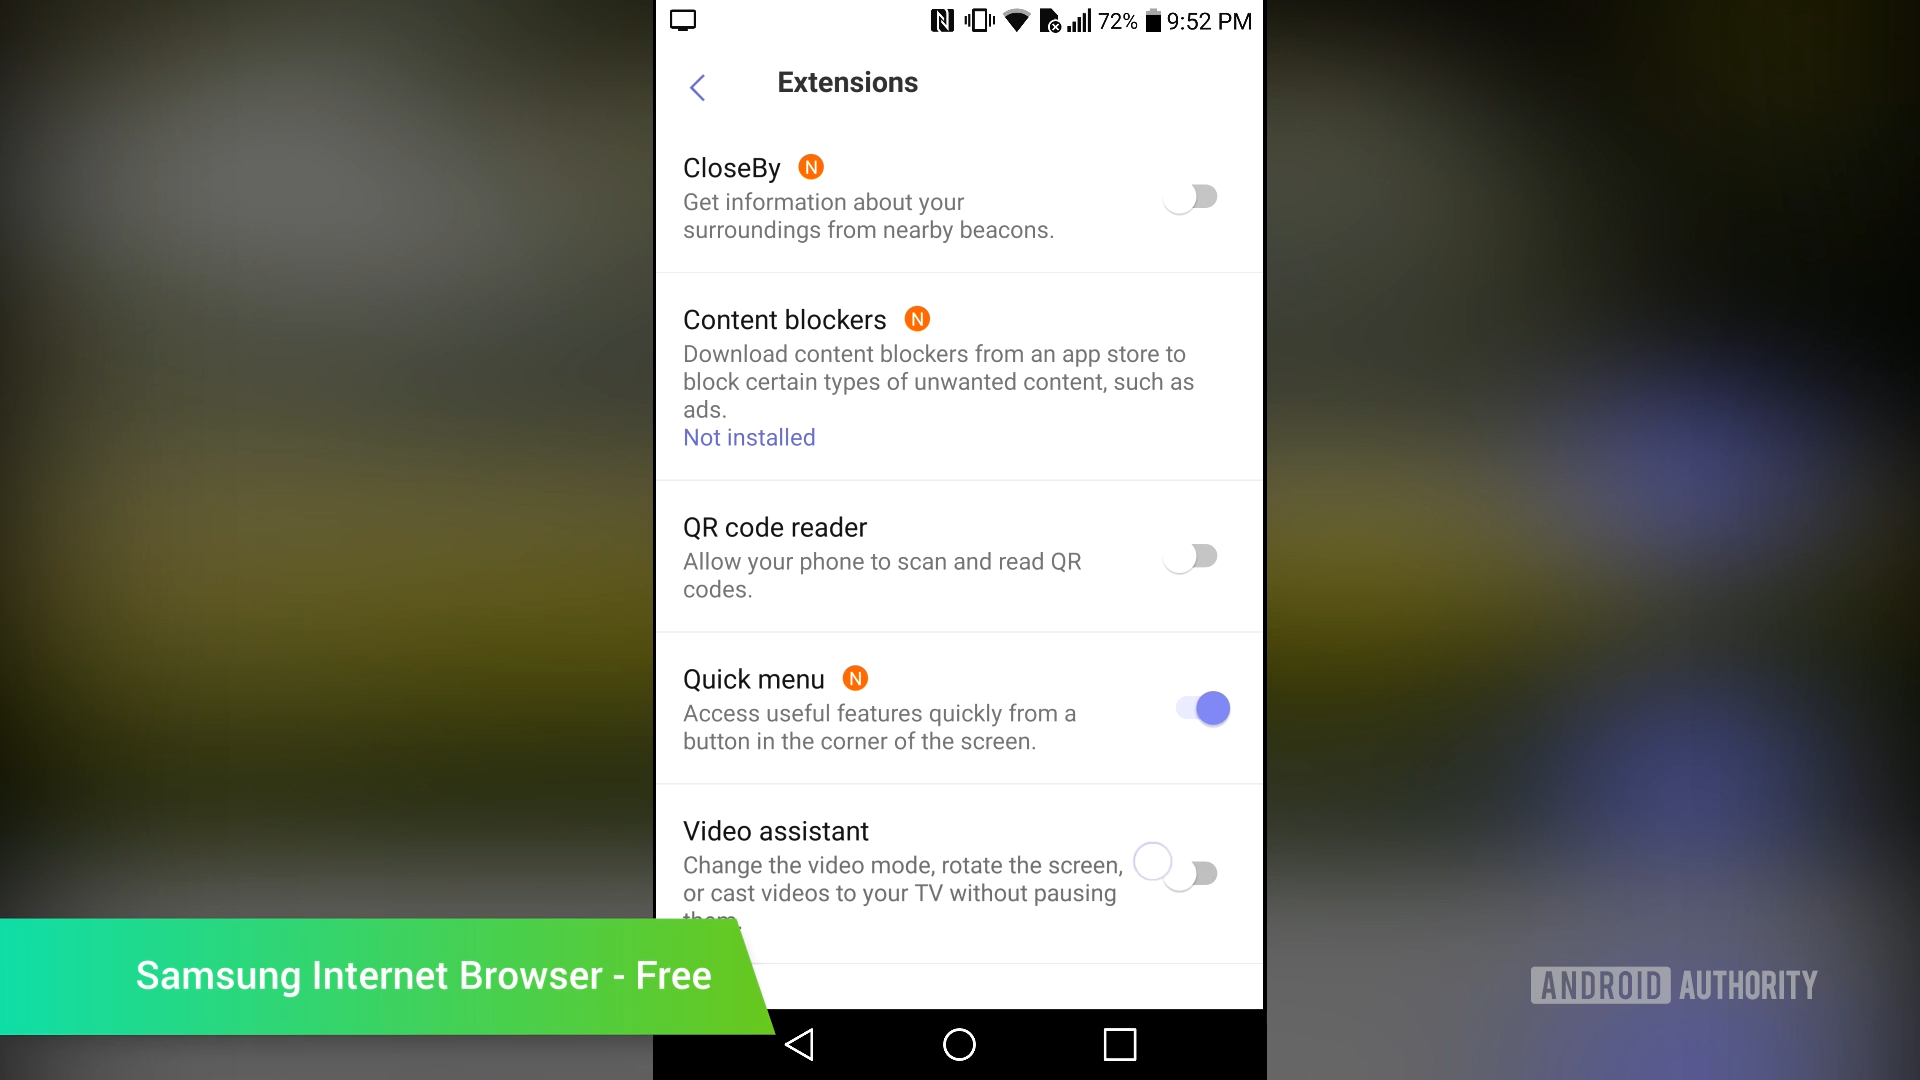 72% 9:52 PM
Extensions
CloseBy N
Get information about your
surroundings from nearby beacons.
Content blockers N
Download content blockers from an app store to
block certain types of unwanted content, such as
ads.
Not installed
QR code reader
Allow your phone to scan and read QR
codes.
Quick menu N
Access useful features quickly from a
button in the corner of the screen.
Video assistant
Change the video mode, rotate the screen,
or cast videos to your TV without pausing
them.
Samsung Internet Browser - Free
ANDROID AUTHORITY